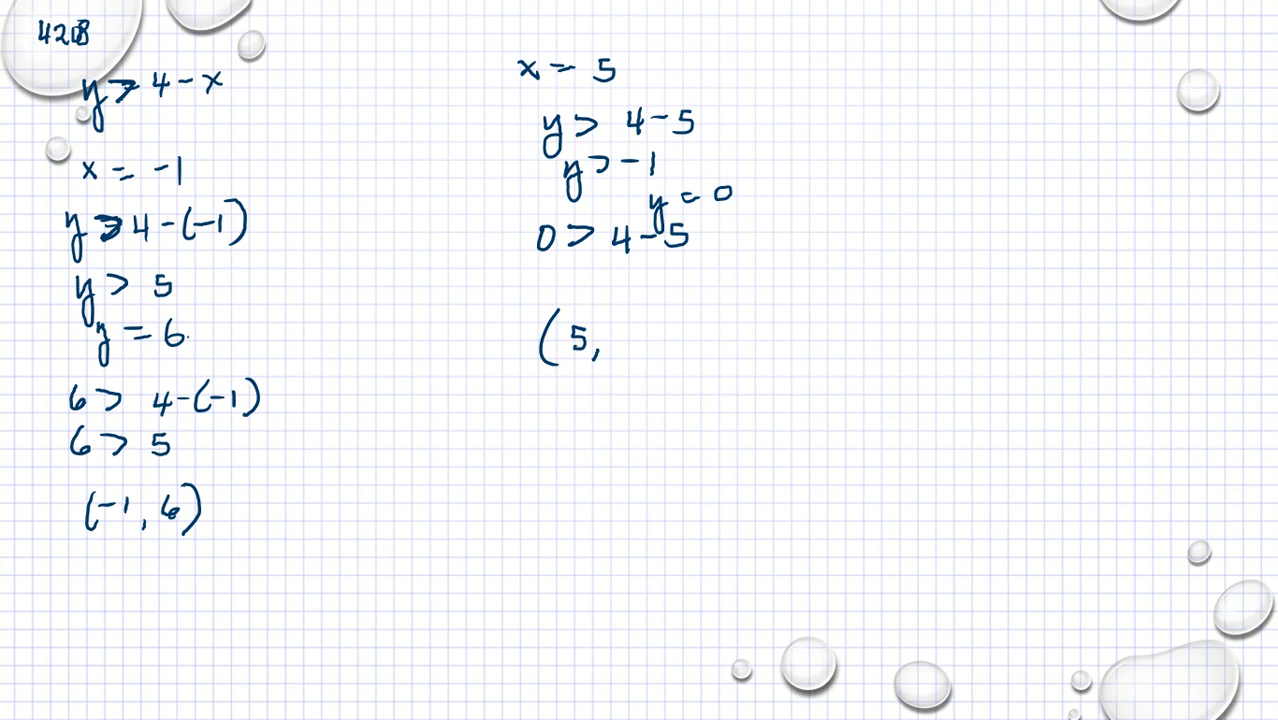 y > 4 - x
x = -1
y > 4 - (-1)
y > 5
y = 6
6 > 4 - (-1)
6 > 5
(-1, 6)
x = 5
y > 4 - 5
y > -1
y = 0
0 > 4 - 5
(5,